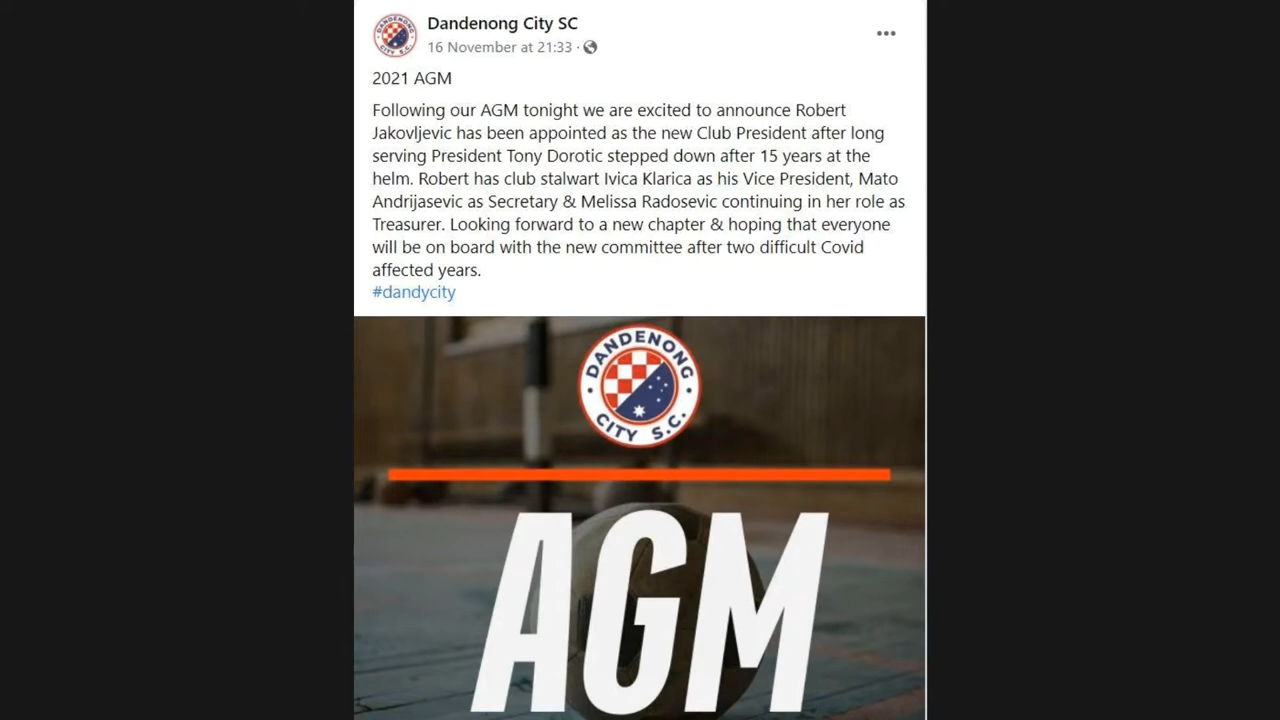 Dandenong City SC
16 November at 21:33 ·
2021 AGM
Following our AGM tonight we are excited to announce Robert
Jakovljevic has been appointed as the new Club President after long
serving President Tony Dorotic stepped down after 15 years at the
helm. Robert has club stalwart Ivica Klarica as his Vice President, Mato
Andrijasevic as Secretary & Melissa Radosevic continuing in her role as
Treasurer. Looking forward to a new chapter & hoping that everyone
will be on board with the new committee after two difficult Covid
affected years.
#dandycity
DANDENONG
CITY S.C.
AGM